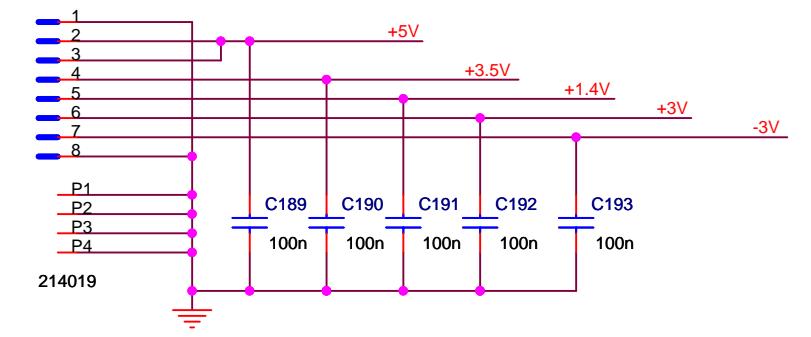 1
2
+5V
3
4
+3.5V
5
+1.4V
6
+3V
7
-3V
8
P1
P2
P3
P4
C189
C190
C191
C192
C193
100n
100n
100n
100n
100n
214019